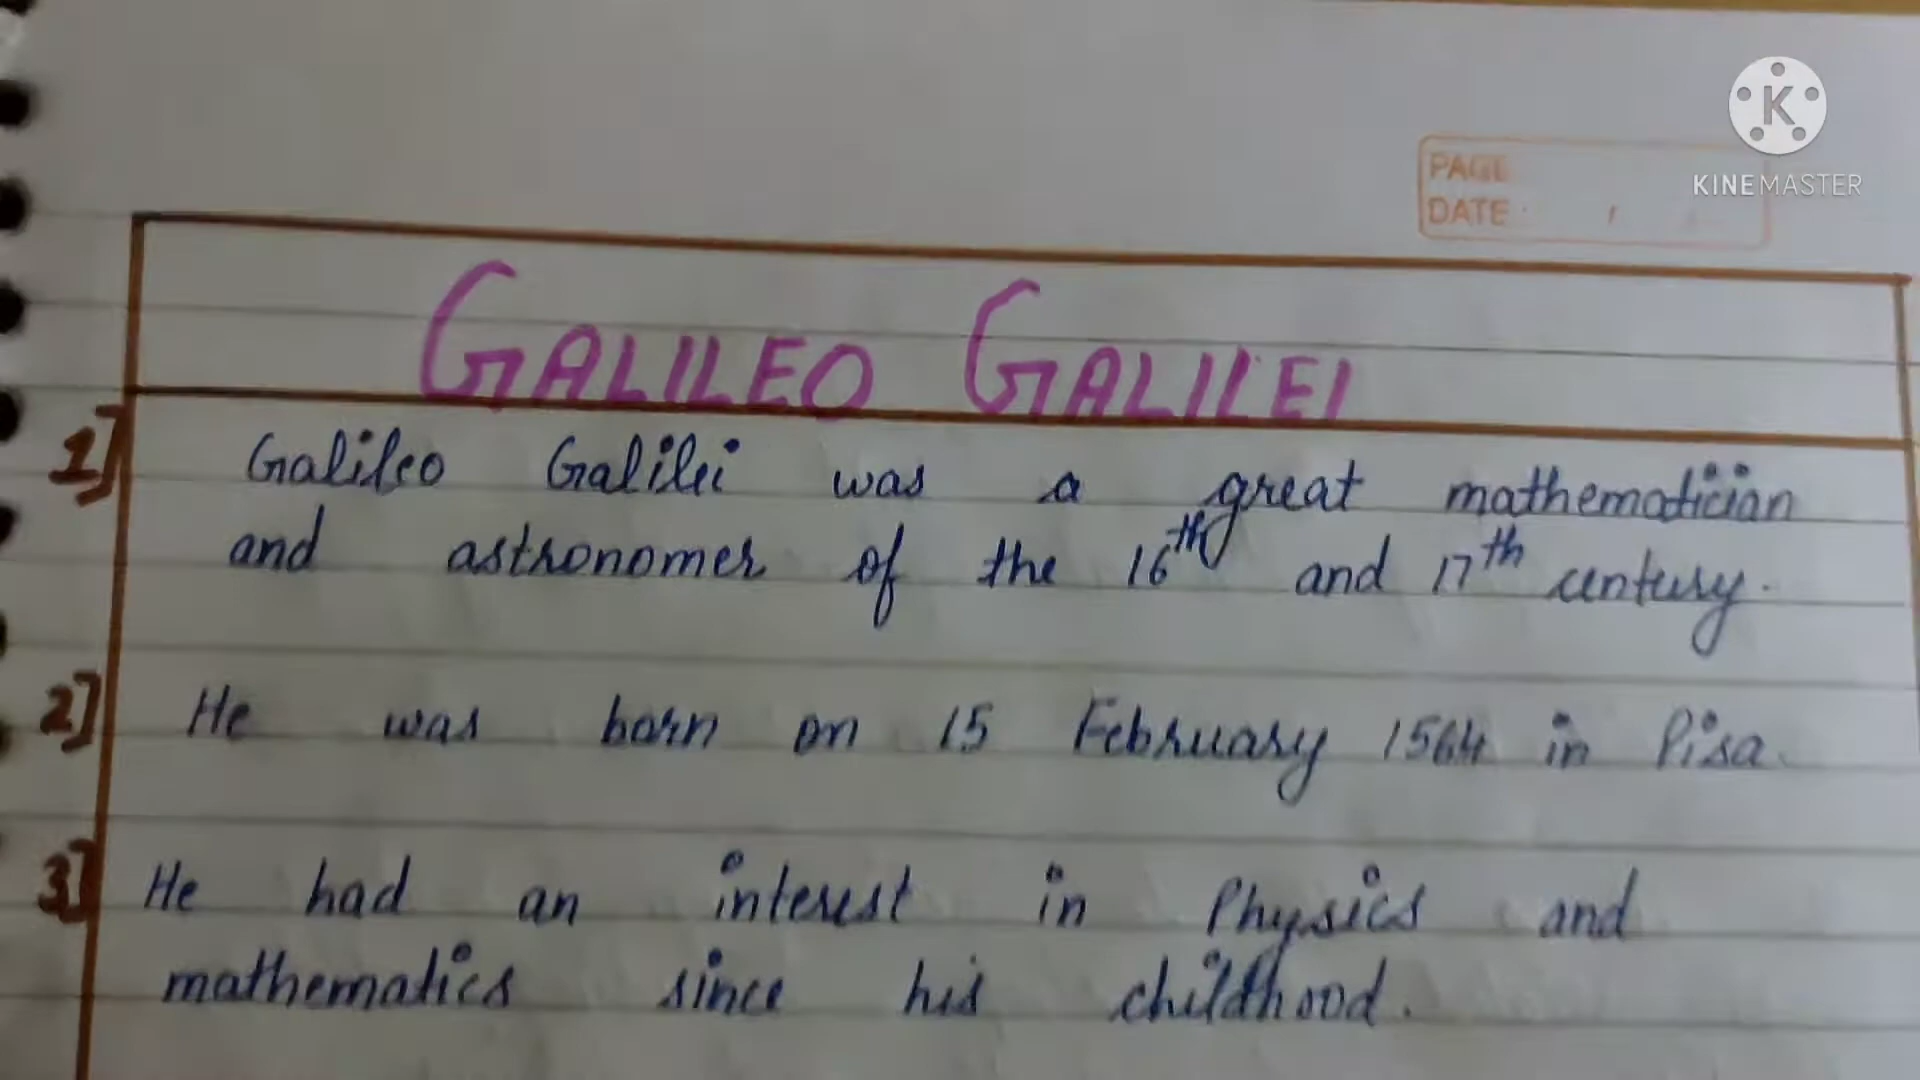 KINEMASTER
PAGE
DATE
GALILEO GALILEI
1] Galileo Galilei was a great mathematician
and astronomer of the 16th and 17th century.
2] He was born on 15 February 1564 in Pisa.
3] He had an interest in Physics and
mathematics since his childhood.